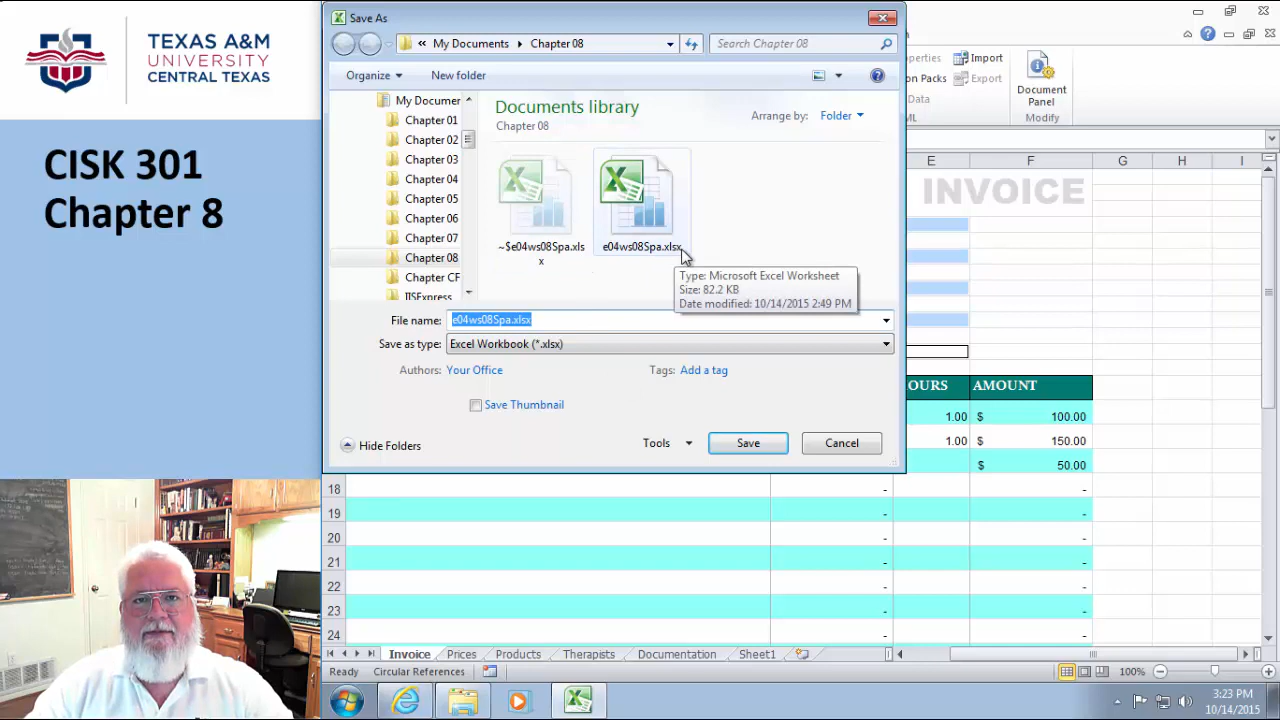 TEXAS A&M
UNIVERSITY
CENTRAL TEXAS
CISK 301
Chapter 8
Save As
« My Documents Chapter 08
Search Chapter 08
Organize
New folder
My Documen
Chapter 01
Chapter 02
Chapter 03
Chapter 04
Chapter 05
Chapter 06
Chapter 07
Chapter 08
Chapter CF
IISExpress
Documents library
Chapter 08
Arrange by: Folder
~$e04ws08Spa.xls
x
e04ws08Spa.xlsx
Type: Microsoft Excel Worksheet
Size: 82.2 KB
Date modified: 10/14/2015 2:49 PM
File name: e04ws08Spa.xlsx
Save as type: Excel Workbook (*.xlsx)
Authors: Your Office
Tags: Add a tag
Save Thumbnail
Hide Folders
Tools
Save
Cancel
operties
Import
on Packs
Export
Data
ML
Document
Panel
Modify
E F G H I
INVOICE
OURS AMOUNT
1.00 $ 100.00
1.00 $ 150.00
$ 50.00
18 - -
19 - -
20 - -
21 - -
22 - -
23 - -
24 - -
Invoice Prices Products Therapists Documentation Sheet1
Ready Circular References
100%
3:23 PM
10/14/2015